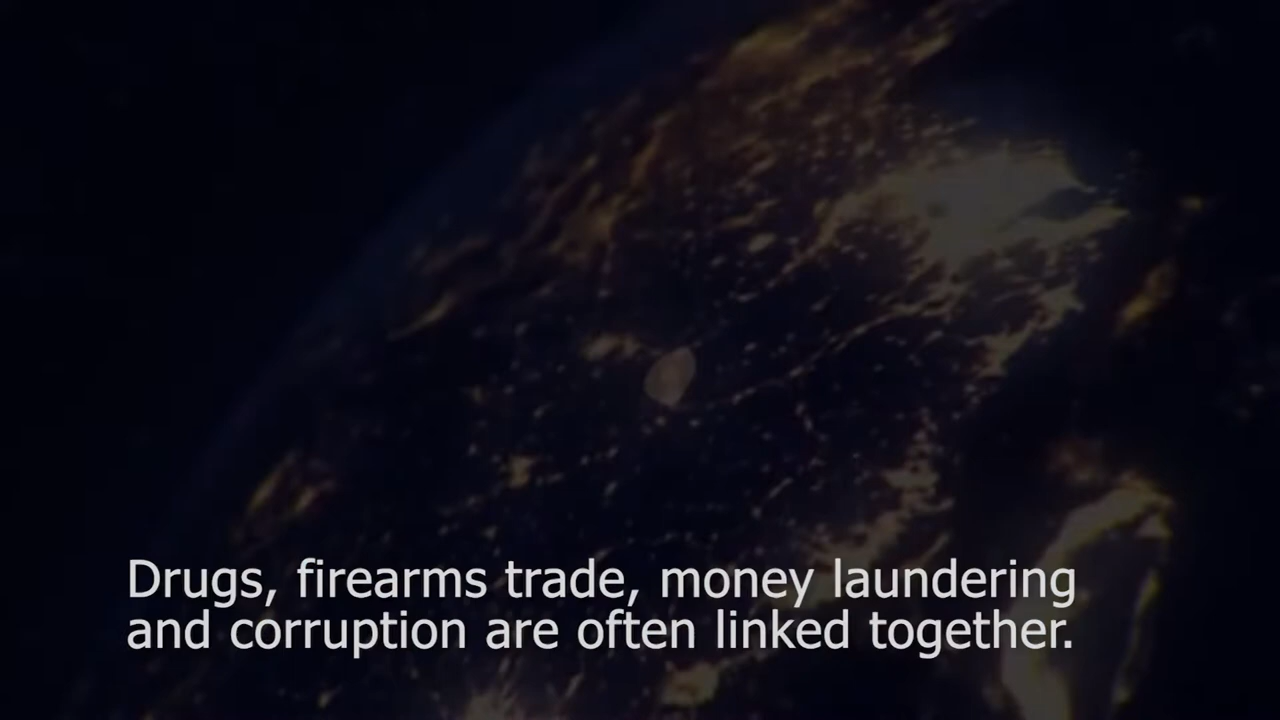 Drugs, firearms trade, money laundering
and corruption are often linked together.